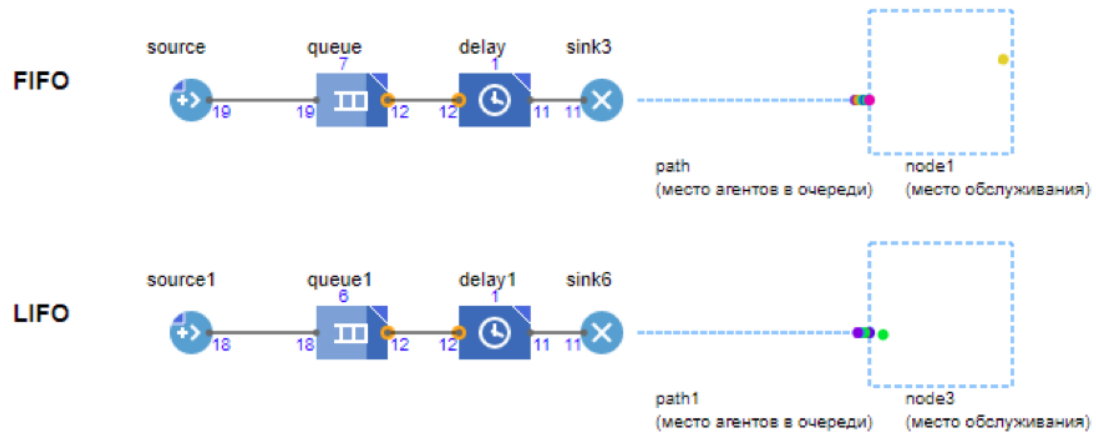 source queue delay sink3
7 1
FIFO
19 19 12 12 11 11
path node1
(место агентов в очереди) (место обслуживания)
source1 queue1 delay1 sink6
6 1
LIFO
18 18 12 12 11 11
path1 node3
(место агентов в очереди) (место обслуживания)